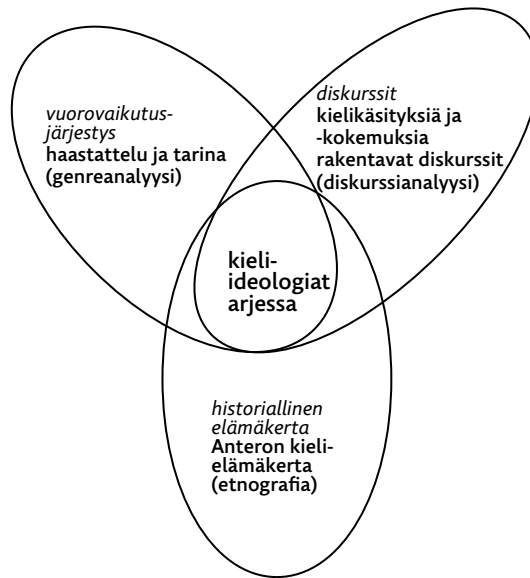 vuorovaikutus-
järjestys
haastattelu ja tarina
(genreanalyysi)
diskurssit
kielikäsityksiä ja
-kokemuksia
rakentavat diskurssit
(diskurssianalyysi)
kieli-
ideologiat
arjessa
historiallinen
elämäkerta
Anteron kieli-
elämäkerta
(etnografia)